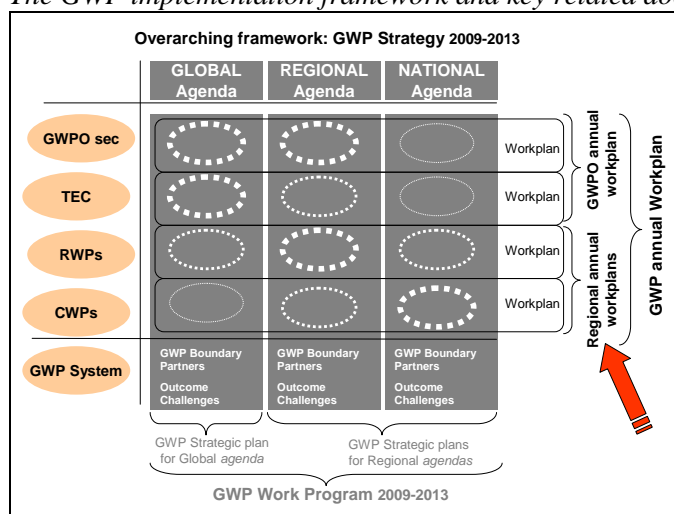 The GWP implementation framework and key related do
Overarching framework: GWP Strategy 2009-2013
GLOBAL Agenda
REGIONAL Agenda
NATIONAL Agenda
GWPO sec
Workplan
TEC
Workplan
GWPO annual workplan
RWPs
Workplan
CWPs
Workplan
Regional annual workplans
GWP annual Workplan
GWP System
GWP Boundary Partners
Outcome Challenges
GWP Boundary Partners
Outcome Challenges
GWP Boundary Partners
Outcome Challenges
GWP Strategic plan
for Global agenda
GWP Strategic plans
for Regional agendas
GWP Work Program 2009-2013